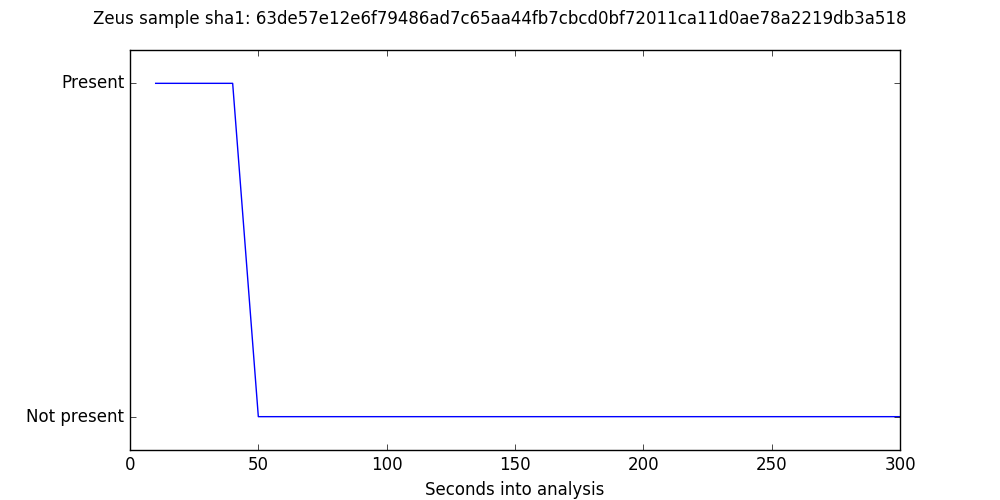 Zeus sample sha1: 63de57e12e6f79486ad7c65aa44fb7cbcd0bf72011ca11d0ae78a2219db3a518
Present
Not present
0 50 100 150 200 250 300
Seconds into analysis